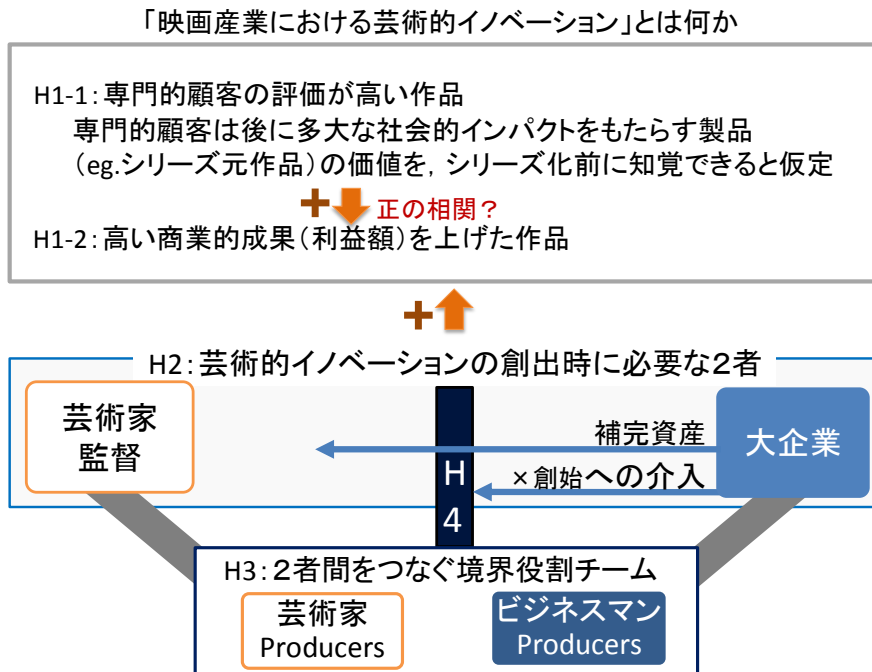 「映画産業における芸術的イノベーション」とは何か
H1-1：専門的顧客の評価が高い作品
専門的顧客は後に多大な社会的インパクトをもたらす製品
（eg.シリーズ元作品）の価値を，シリーズ化前に知覚できると仮定
＋ 正の相関？
H1-2：高い商業的成果（利益額）を上げた作品
＋
H2：芸術的イノベーションの創出時に必要な２者
芸術家
監督
補完資産
×創始への介入
大企業
H
4
H3：２者間をつなぐ境界役割チーム
芸術家
Producers
ビジネスマン
Producers